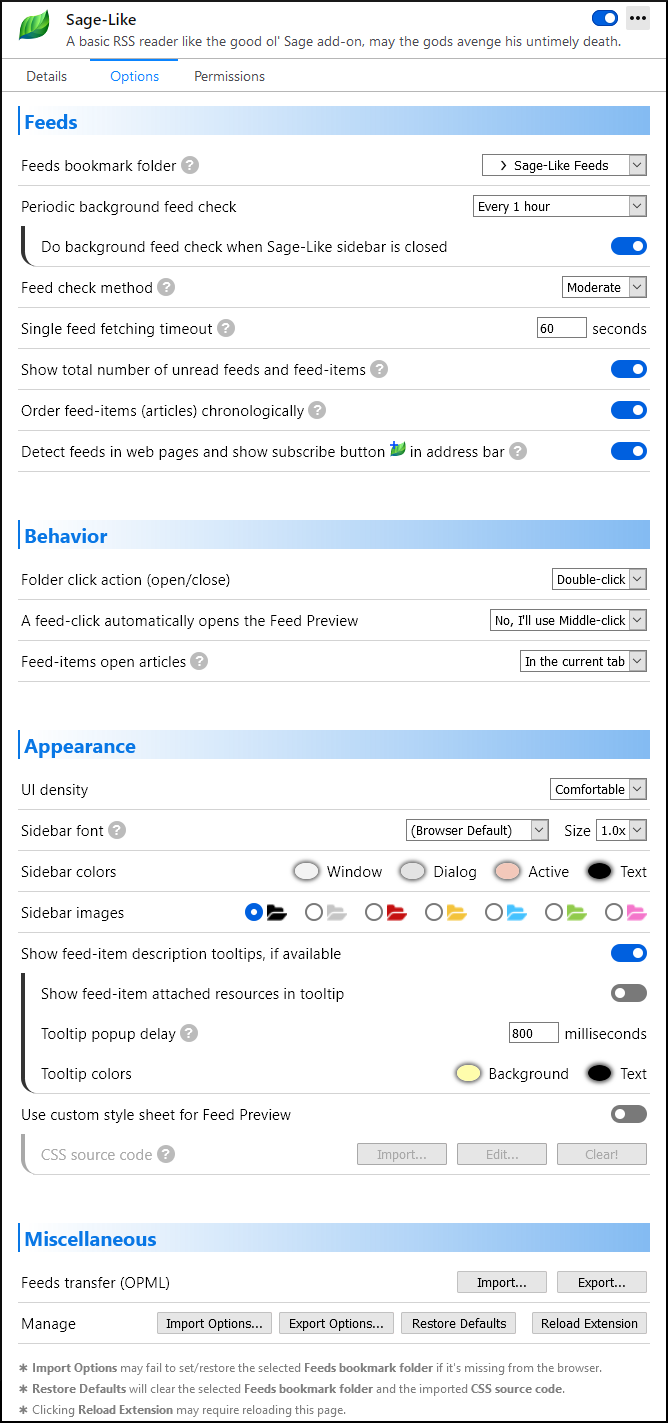 Sage-Like
A basic RSS reader like the good ol' Sage add-on, may the gods avenge his untimely death.
Details Options Permissions
Feeds
Feeds bookmark folder ? > Sage-Like Feeds
Periodic background feed check Every 1 hour
Do background feed check when Sage-Like sidebar is closed
Feed check method ? Moderate
Single feed fetching timeout ? 60 seconds
Show total number of unread feeds and feed-items ?
Order feed-items (articles) chronologically ?
Detect feeds in web pages and show subscribe button in address bar ?
Behavior
Folder click action (open/close) Double-click
A feed-click automatically opens the Feed Preview No, I'll use Middle-click
Feed-items open articles ? In the current tab
Appearance
UI density Comfortable
Sidebar font ? (Browser Default) Size 1.0x
Sidebar colors Window Dialog Active Text
Sidebar images
Show feed-item description tooltips, if available
Show feed-item attached resources in tooltip
Tooltip popup delay ? 800 milliseconds
Tooltip colors Background Text
Use custom style sheet for Feed Preview
CSS source code ? Import... Edit... Clear!
Miscellaneous
Feeds transfer (OPML) Import... Export...
Manage Import Options... Export Options... Restore Defaults Reload Extension
✱ Import Options may fail to set/restore the selected Feeds bookmark folder if it's missing from the browser.
✱ Restore Defaults will clear the selected Feeds bookmark folder and the imported CSS source code.
✱ Clicking Reload Extension may require reloading this page.